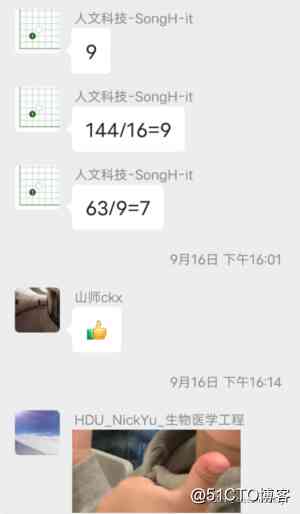 人文科技-SongH-it
9
人文科技-SongH-it
144/16=9
人文科技-SongH-it
63/9=7
9月16日 下午16:01
山师ckx
9月16日 下午16:14
HDU_NickYu_生物医学工程
@51CTO博客